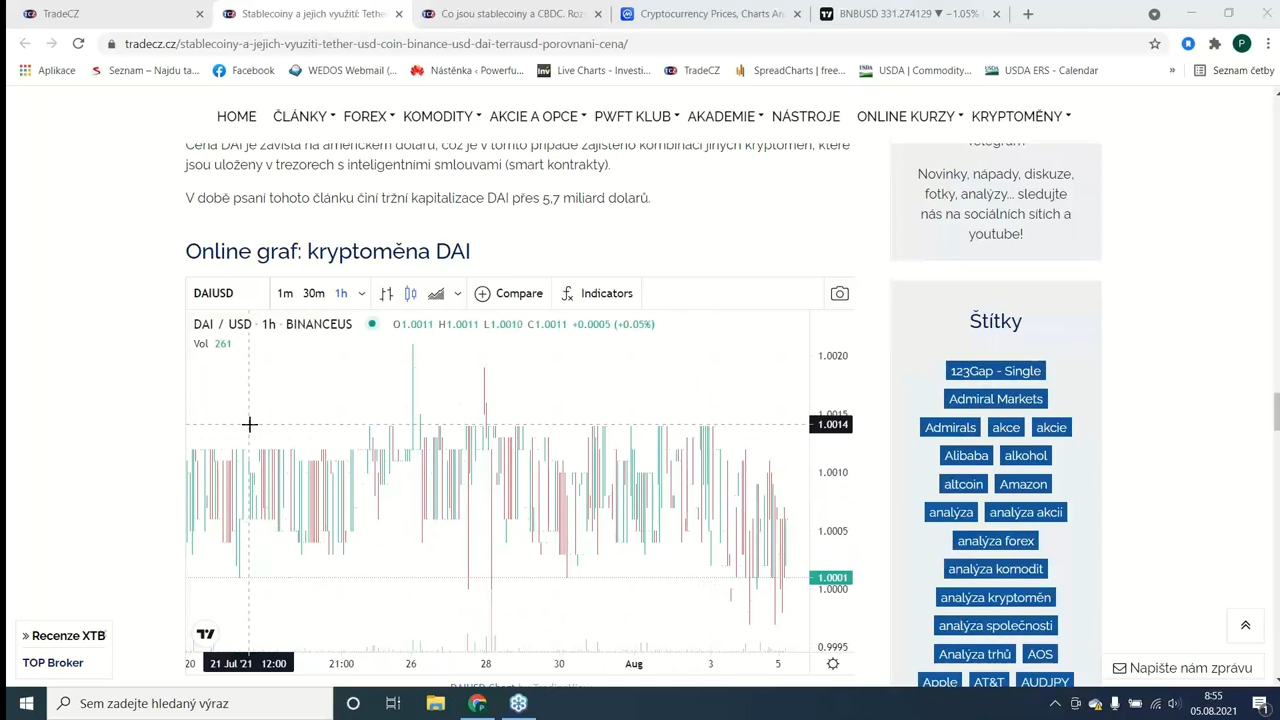 TradeCZ
Stablecoiny a jejich využití: Tethe
Co jsou stablecoiny a CBDC. Roz
Cryptocurrency Prices, Charts An
BNBUSD 331.274129 ▼ −1.05%
tradecz.cz/stablecoiny-a-jejich-vyuziti-tether-usd-coin-binance-usd-dai-terrausd-porovnani-cena/
P
Aplikace
Seznam – Najdu ta...
Facebook
WEDOS Webmail (...
Nástěnka ‹ Powerfu...
Live Charts - Investi...
TradeCZ
SpreadCharts | free...
USDA | Commodity...
USDA ERS - Calendar
»
Seznam četby
HOME
ČLÁNKY
FOREX
KOMODITY
AKCIE A OPCE
PWFT KLUB
AKADEMIE
NÁSTROJE
ONLINE KURZY
KRYPTOMĚNY
Cena DAI je závislá na americkém dolaru, což je v tomto případě zajištěno kombinací jiných kryptoměn, které
jsou uloženy v trezorech s inteligentními smlouvami (smart kontrakty).
V době psaní tohoto článku činí tržní kapitalizace DAI přes 5,7 miliard dolarů.
Online graf: kryptoměna DAI
DAIUSD
1m
30m
1h
Compare
Indicators
DAI / USD · 1h · BINANCEUS
O1.0011 H1.0011 L1.0010 C1.0011 +0.0005 (+0.05%)
Vol 261
1.0020
1.0015
1.0014
1.0010
1.0005
1.0001
1.0000
0.9995
20
21 Jul '21 12:00
21:00
26
28
30
Aug
3
5
DAIUSD Chart by TradingView
Telegram!
Novinky, nápady, diskuze,
fotky, analýzy... sledujte
nás na sociálních sítích a
youtube!
Štítky
123Gap - Single
Admiral Markets
Admirals akce akcie
Alibaba alkohol
altcoin Amazon
analýza analýza akcii
analýza forex
analýza komodit
analýza kryptoměn
analýza společnosti
Analýza trhů AOS
Apple AT&T AUDJPY
» Recenze XTB
TOP Broker
Napište nám zprávu
Sem zadejte hledaný výraz
8:55
05.08.2021